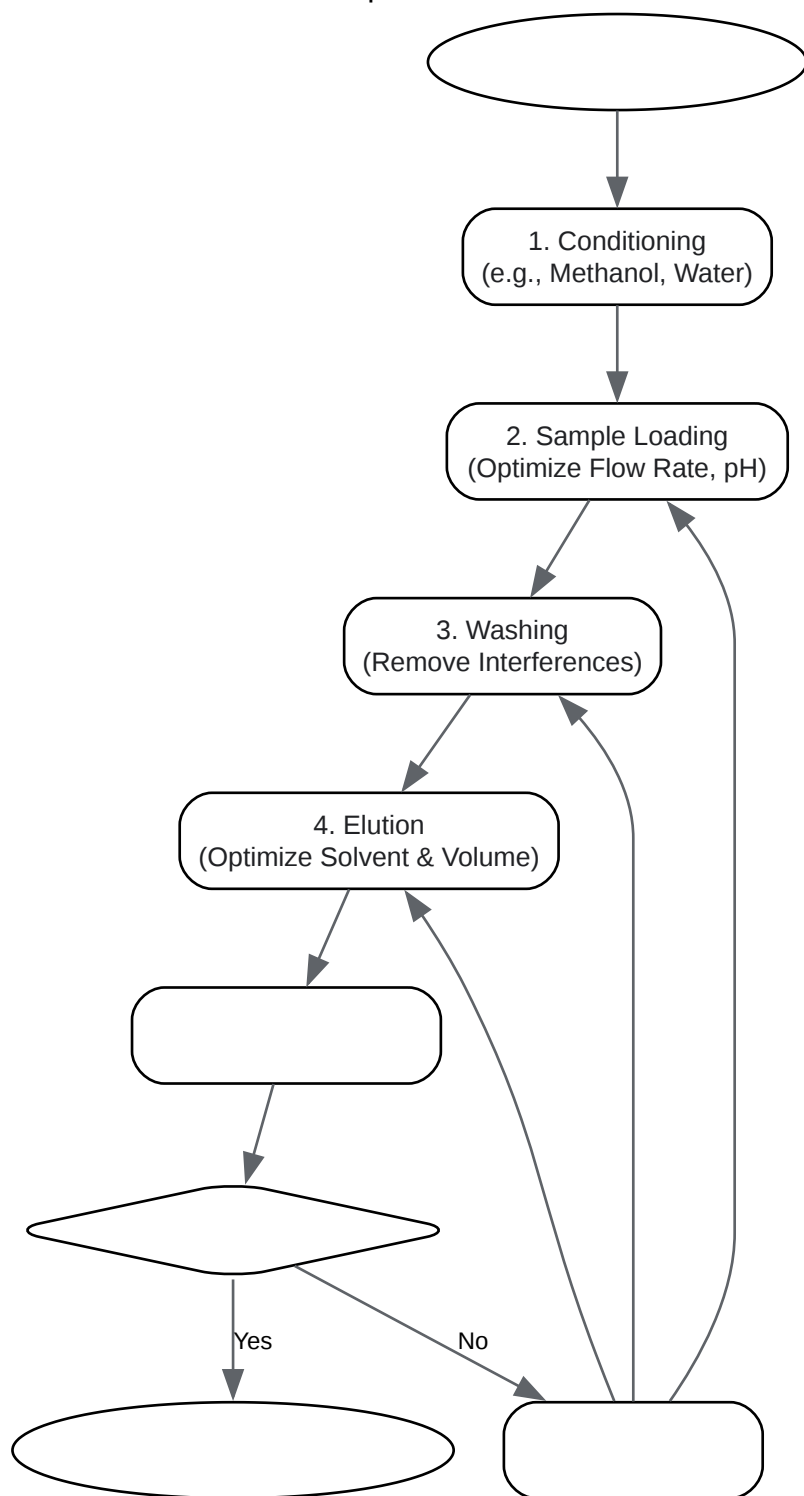 1. Conditioning
(e.g., Methanol, Water)
2. Sample Loading
(Optimize Flow Rate, pH)
3. Washing
(Remove Interferences)
4. Elution
(Optimize Solvent & Volume)
Yes
No